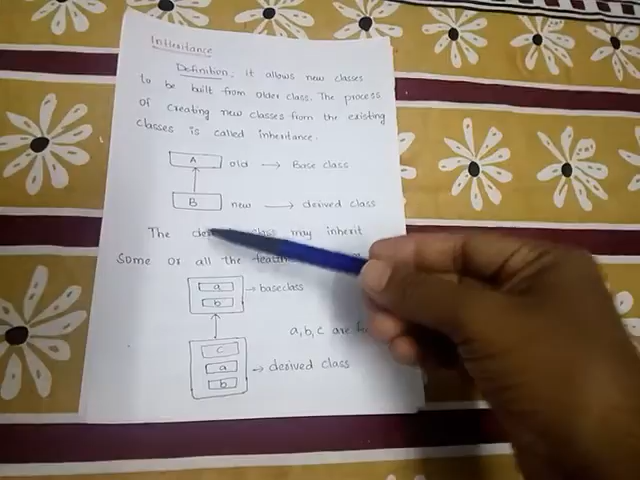 Inheritance
Definition: it allows new classes
to be built from older class. The process
of creating new classes from the existing
classes is called inheritance.
A old → Base class
B new → derived class
The class may inherit
Some or all the
a → baseclass
b
a,b,c are
c
a → derived class
b